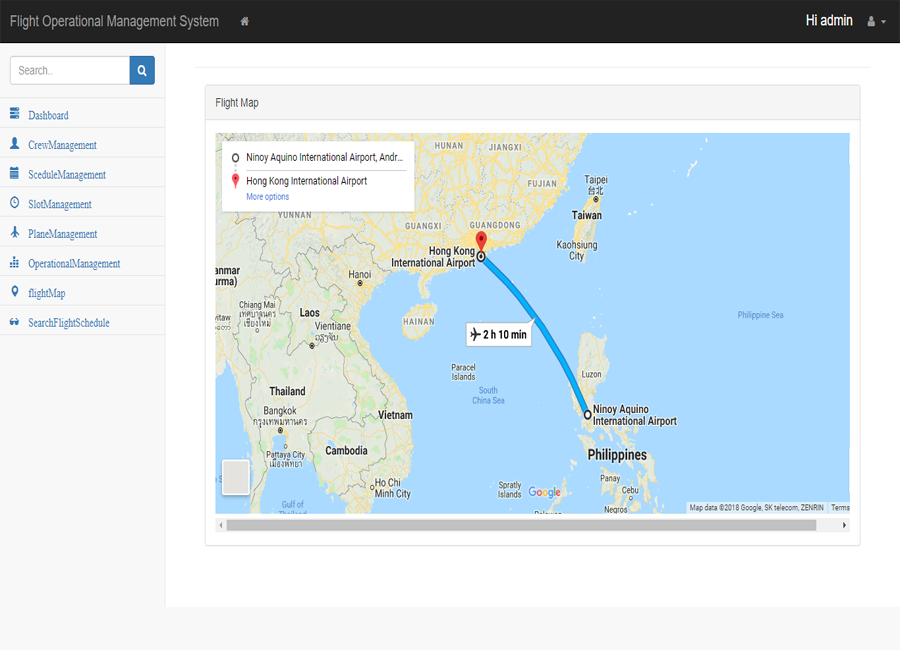 Flight Operational Management System
Hi admin
Search..
Dashboard
CrewManagement
SceduleManagement
SlotManagement
PlaneManagement
OperationalManagement
flightMap
SearchFlightSchedule
Flight Map
Ninoy Aquino International Airport, Andr...
Hong Kong International Airport
More options
HUNAN
JIANGXI
FUJIAN
YUNNAN
GUANGXI
GUANGDONG
Taipei
台北
Taiwan
Kaohsiung
City
Hong Kong
International Airport
anmar
urma)
Hanoi
Chiang Mai
เชียงใหม่
Laos
Vientiane
HAINAN
2 h 10 min
Philippine Sea
Paracel
Islands
South
China Sea
Luzon
Thailand
Bangkok
กรุงเทพมหานคร
Vietnam
Ninoy Aquino
International Airport
Pattaya City
เมืองพัทยา
Cambodia
Philippines
Ho Chi
Minh City
Spratly
Islands
Google
Panay
Cebu
Gulf of
Negros
Map data ©2018 Google, SK telecom, ZENRIN
Terms